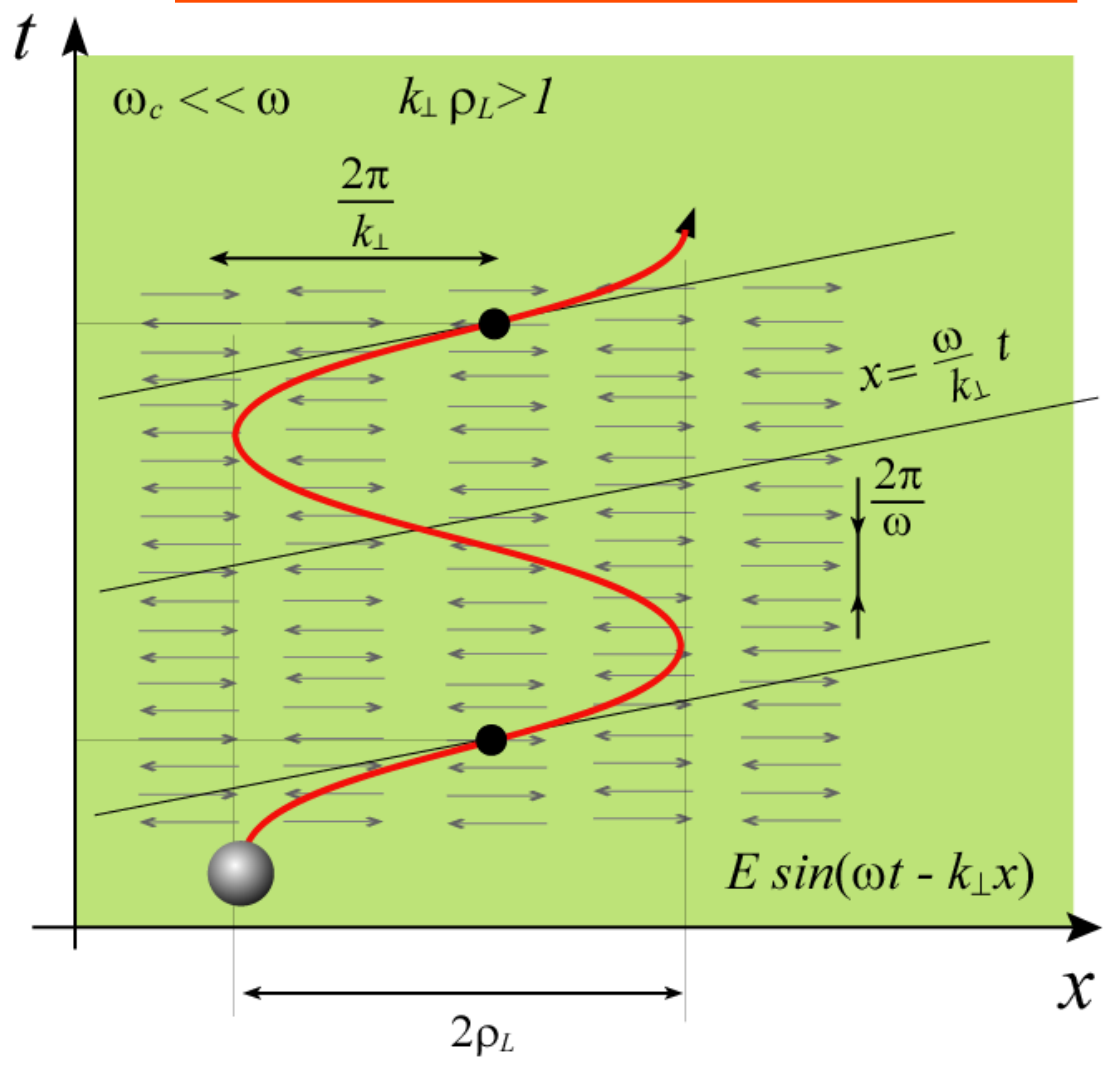 t
ω_c << ω
k_⊥ ρ_L>1
2π
k_⊥
x= ω/k_⊥ t
2π
ω
E sin(ωt - k_⊥x)
x
2ρ_L